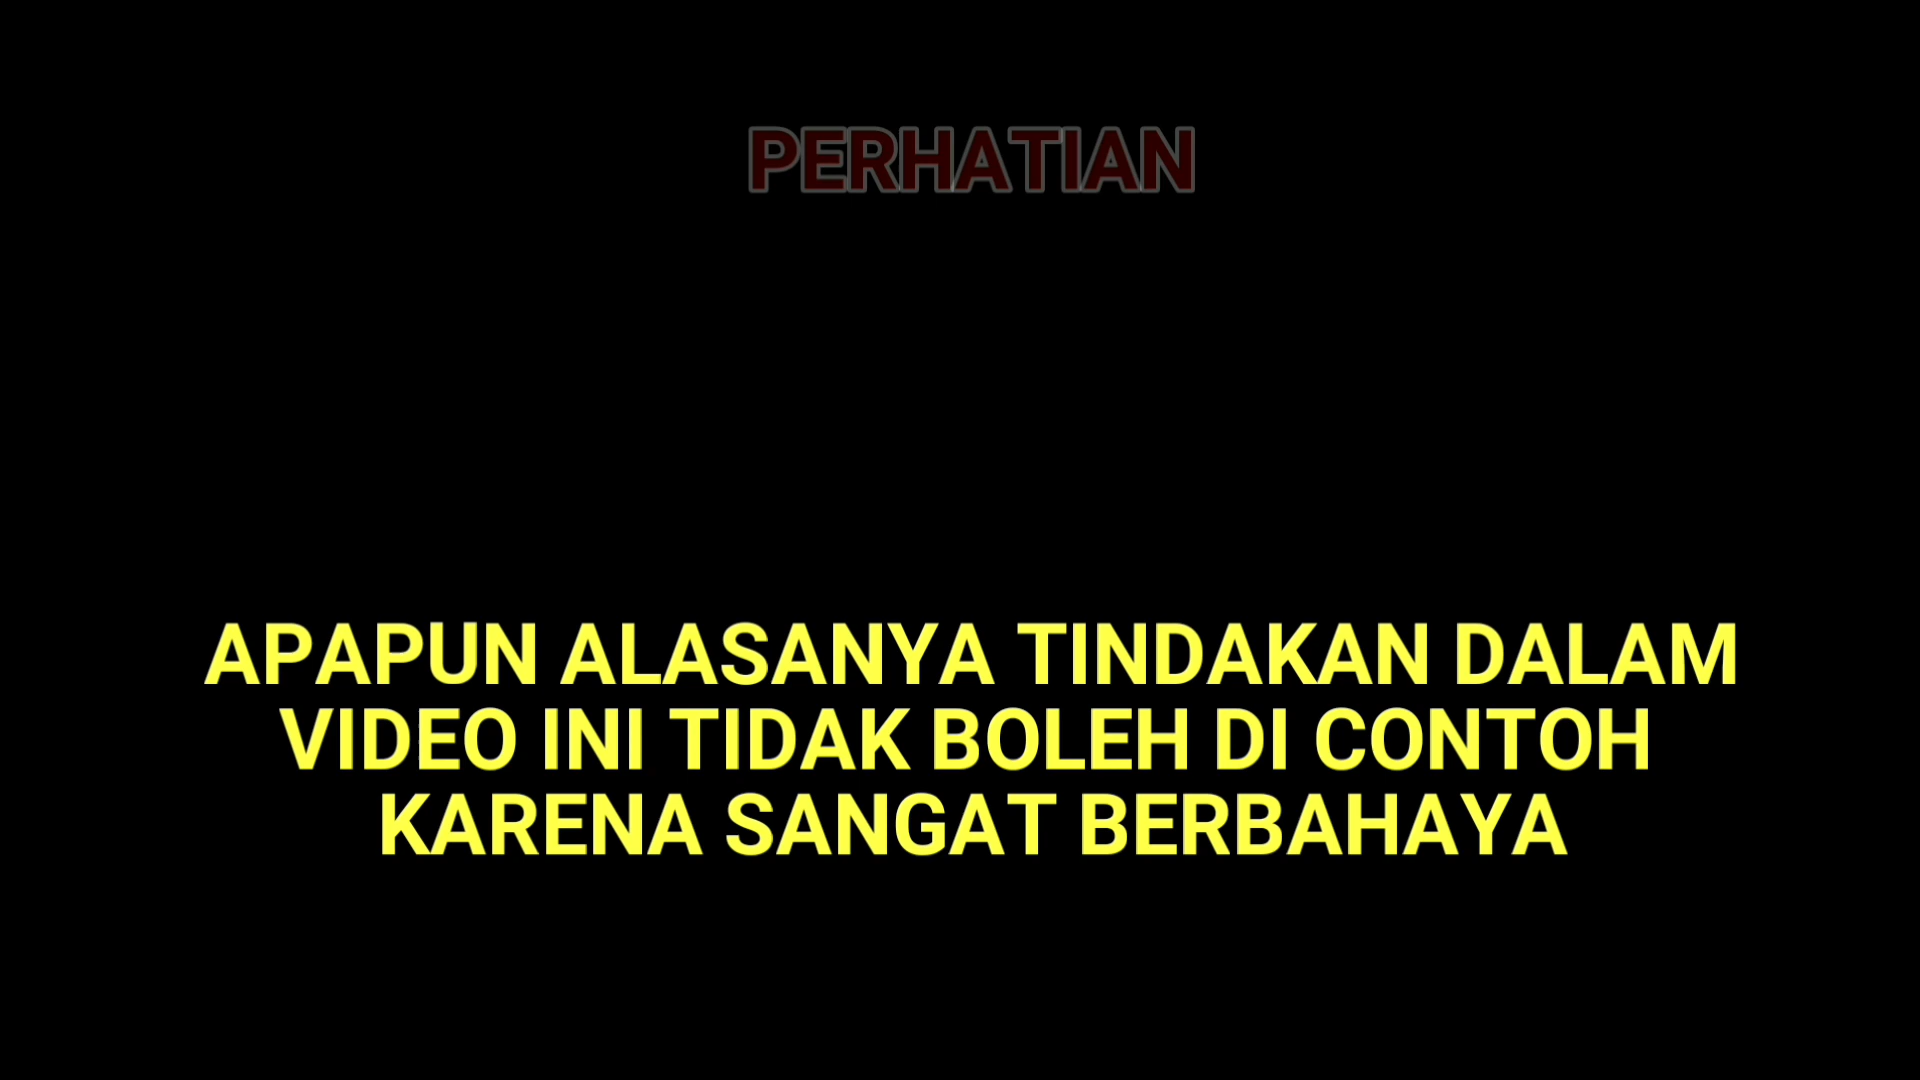 PERHATIAN
APAPUN ALASANYA TINDAKAN DALAM
VIDEO INI TIDAK BOLEH DI CONTOH
KARENA SANGAT BERBAHAYA